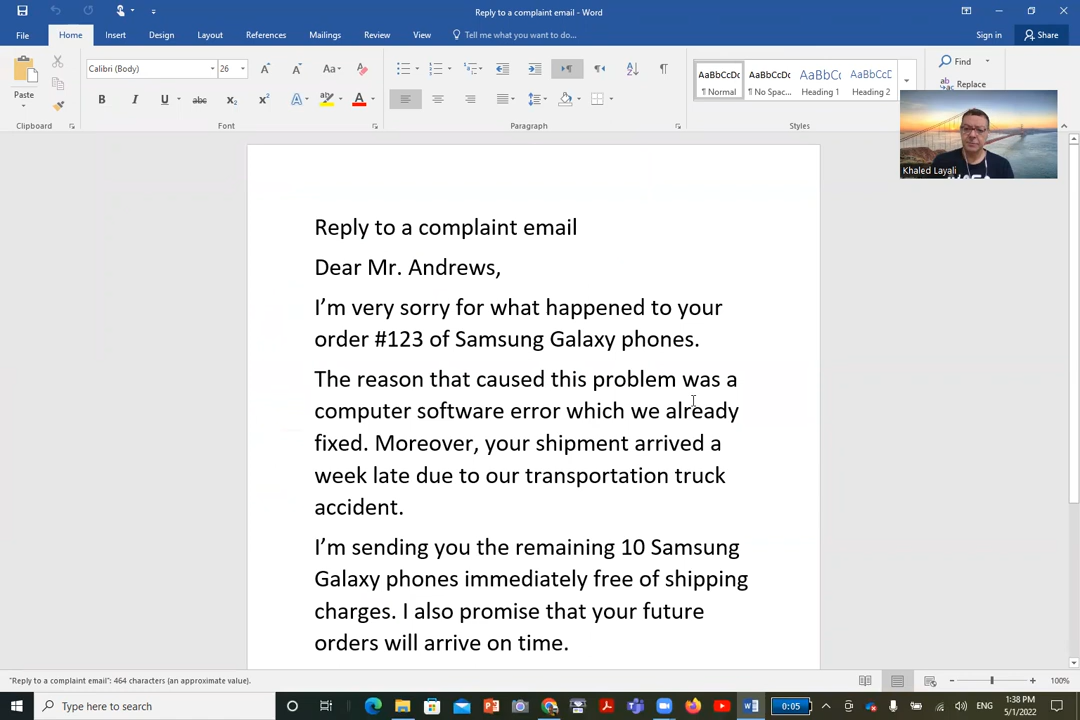 Reply to a complaint email - Word
File Home Insert Design Layout References Mailings Review View Tell me what you want to do... Sign in Share
Calibri (Body) 26 Aa Find
Paste B I U abc X₂ X² A A AaBbCcDc AaBbCcDc AaBbCc AaBbCcD Replace
¶ Normal ¶ No Spac... Heading 1 Heading 2
Clipboard Font Paragraph Styles
Khaled Layali
Reply to a complaint email
Dear Mr. Andrews,
I’m very sorry for what happened to your
order #123 of Samsung Galaxy phones.
The reason that caused this problem was a
computer software error which we already
fixed. Moreover, your shipment arrived a
week late due to our transportation truck
accident.
I’m sending you the remaining 10 Samsung
Galaxy phones immediately free of shipping
charges. I also promise that your future
orders will arrive on time.
"Reply to a complaint email": 464 characters (an approximate value). 100%
Type here to search 0:05 ENG 1:38 PM
5/1/2022